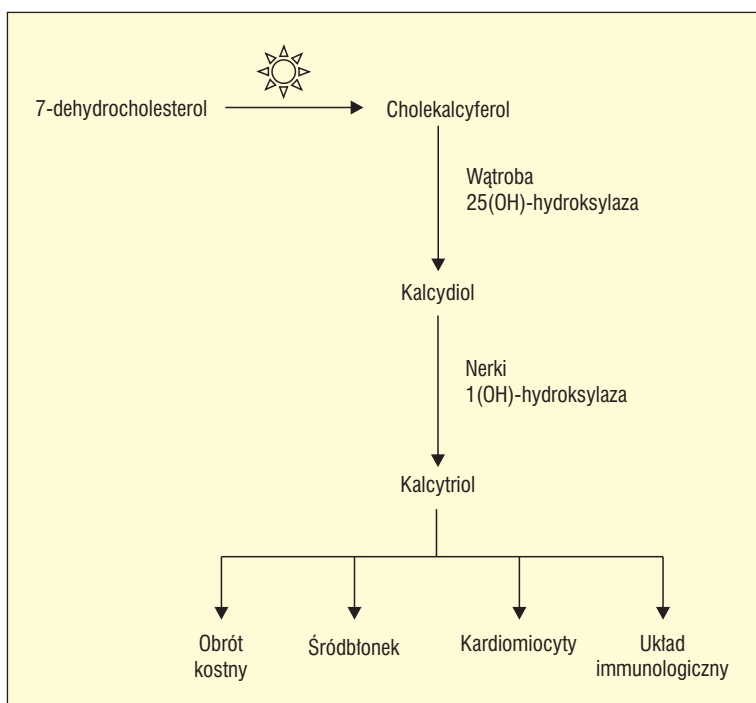 7-dehydrocholesterol
Cholekalcyferol
Wątroba
25(OH)-hydroksylaza
Kalcydiol
Nerki
1(OH)-hydroksylaza
Kalcytriol
Obrót
kostny
Śródbłonek
Kardiomiocyty
Układ
immunologiczny